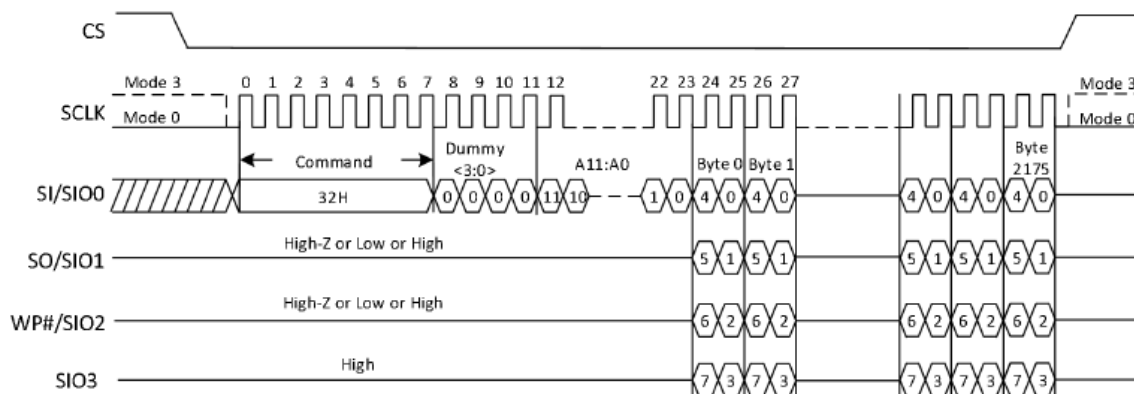 CS
0 1 2 3 4 5 6 7 8 9 10 11 12 22 23 24 25 26 27
Mode 3 Mode 3
SCLK
Mode 0 Mode 0
Command Dummy <3:0> A11:A0 Byte 0 Byte 1 Byte 2175
SI/SIO0 32H 0 0 0 0 11 10 1 0 4 0 4 0 4 0 4 0 4 0
High-Z or Low or High
SO/SIO1 5 1 5 1 5 1 5 1 5 1
High-Z or Low or High
WP#/SIO2 6 2 6 2 6 2 6 2 6 2
High
SIO3 7 3 7 3 7 3 7 3 7 3